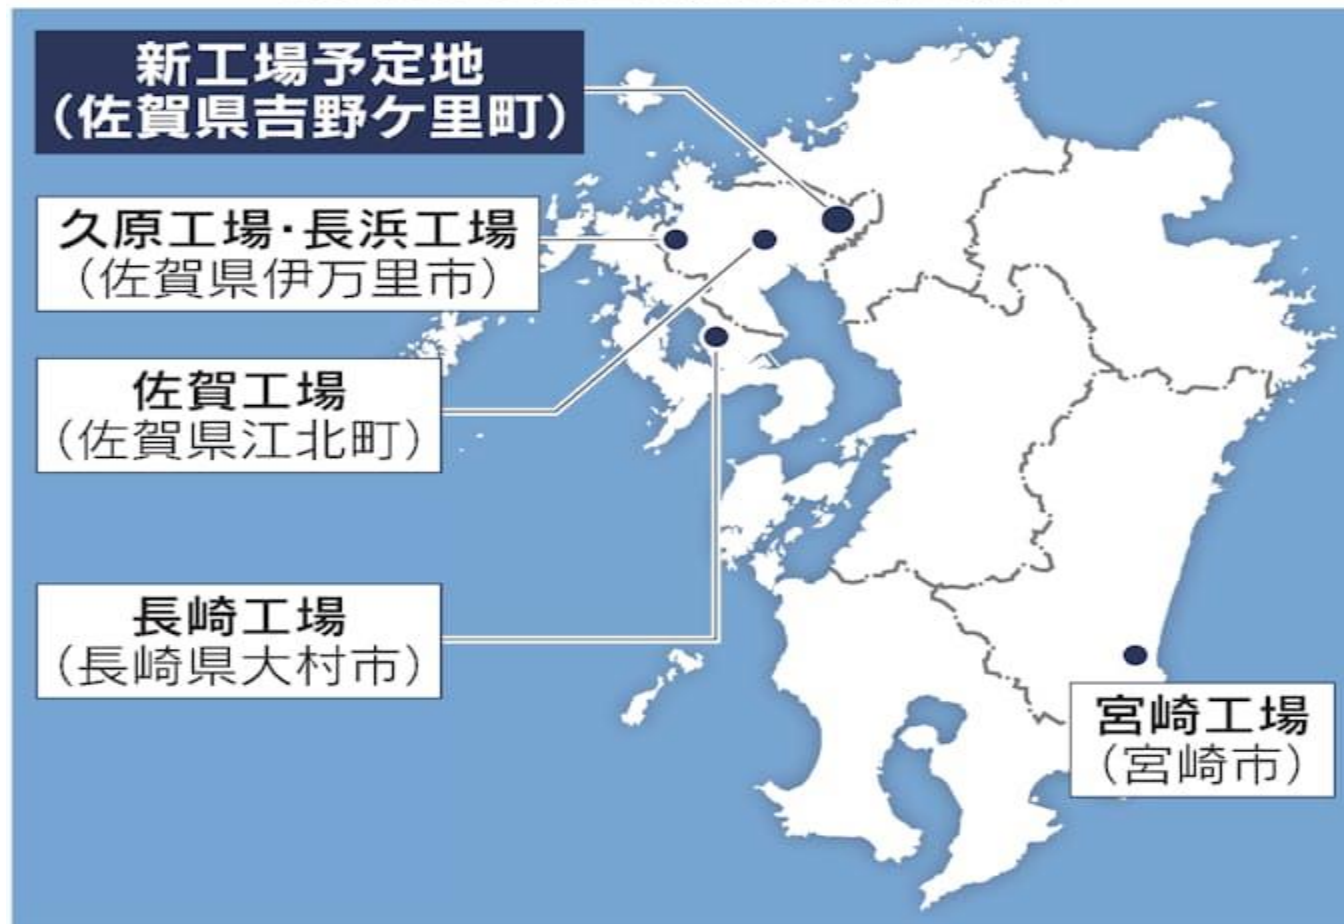 新工場予定地
（佐賀県吉野ケ里町）
久原工場・長浜工場
（佐賀県伊万里市）
佐賀工場
（佐賀県江北町）
長崎工場
（長崎県大村市）
宮崎工場
（宮崎市）